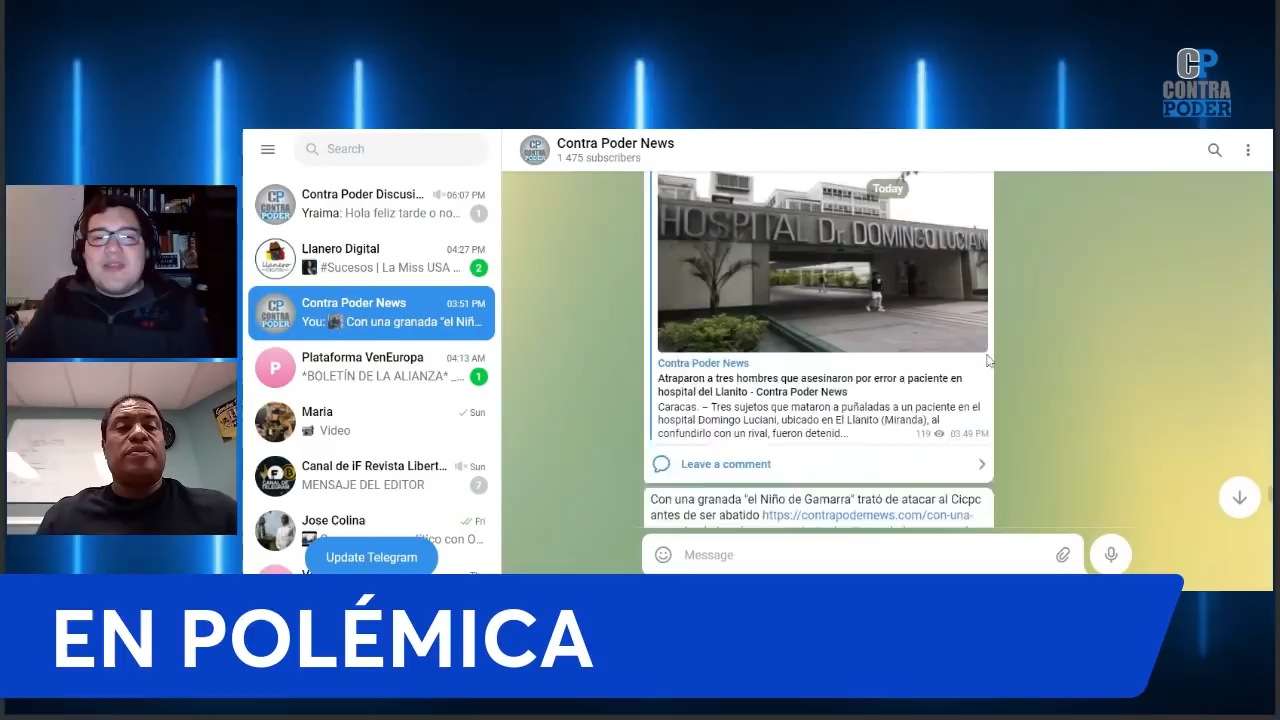 CP
CONTRA
PODER
Search
Contra Poder Discusi...
06:07 PM
Yraima: Hola feliz tarde o no...
1
Llanero Digital
04:27 PM
#Sucesos | La Miss USA ...
2
Contra Poder News
03:51 PM
You: Con una granada "el Niñ...
P
Plataforma VenEuropa
04:13 AM
*BOLETÍN DE LA ALIANZA* _...
1
Maria
Sun
Video
Canal de iF Revista Libert...
Sun
MENSAJE DEL EDITOR
7
Jose Colina
Fri
Update Telegram
Contra Poder News
1 475 subscribers
Today
HOSPITAL Dr. DOMINGO LUCIAN
Contra Poder News
Atraparon a tres hombres que asesinaron por error a paciente en
hospital del Llanito - Contra Poder News
Caracas. – Tres sujetos que mataron a puñaladas a un paciente en el
hospital Domingo Luciani, ubicado en El Llanito (Miranda), al
confundirlo con un rival, fueron detenid...
119 03:49 PM
Leave a comment
Con una granada "el Niño de Gamarra" trató de atacar al Cicpc
antes de ser abatido https://contrapodernews.com/con-una-
Message
EN POLÉMICA